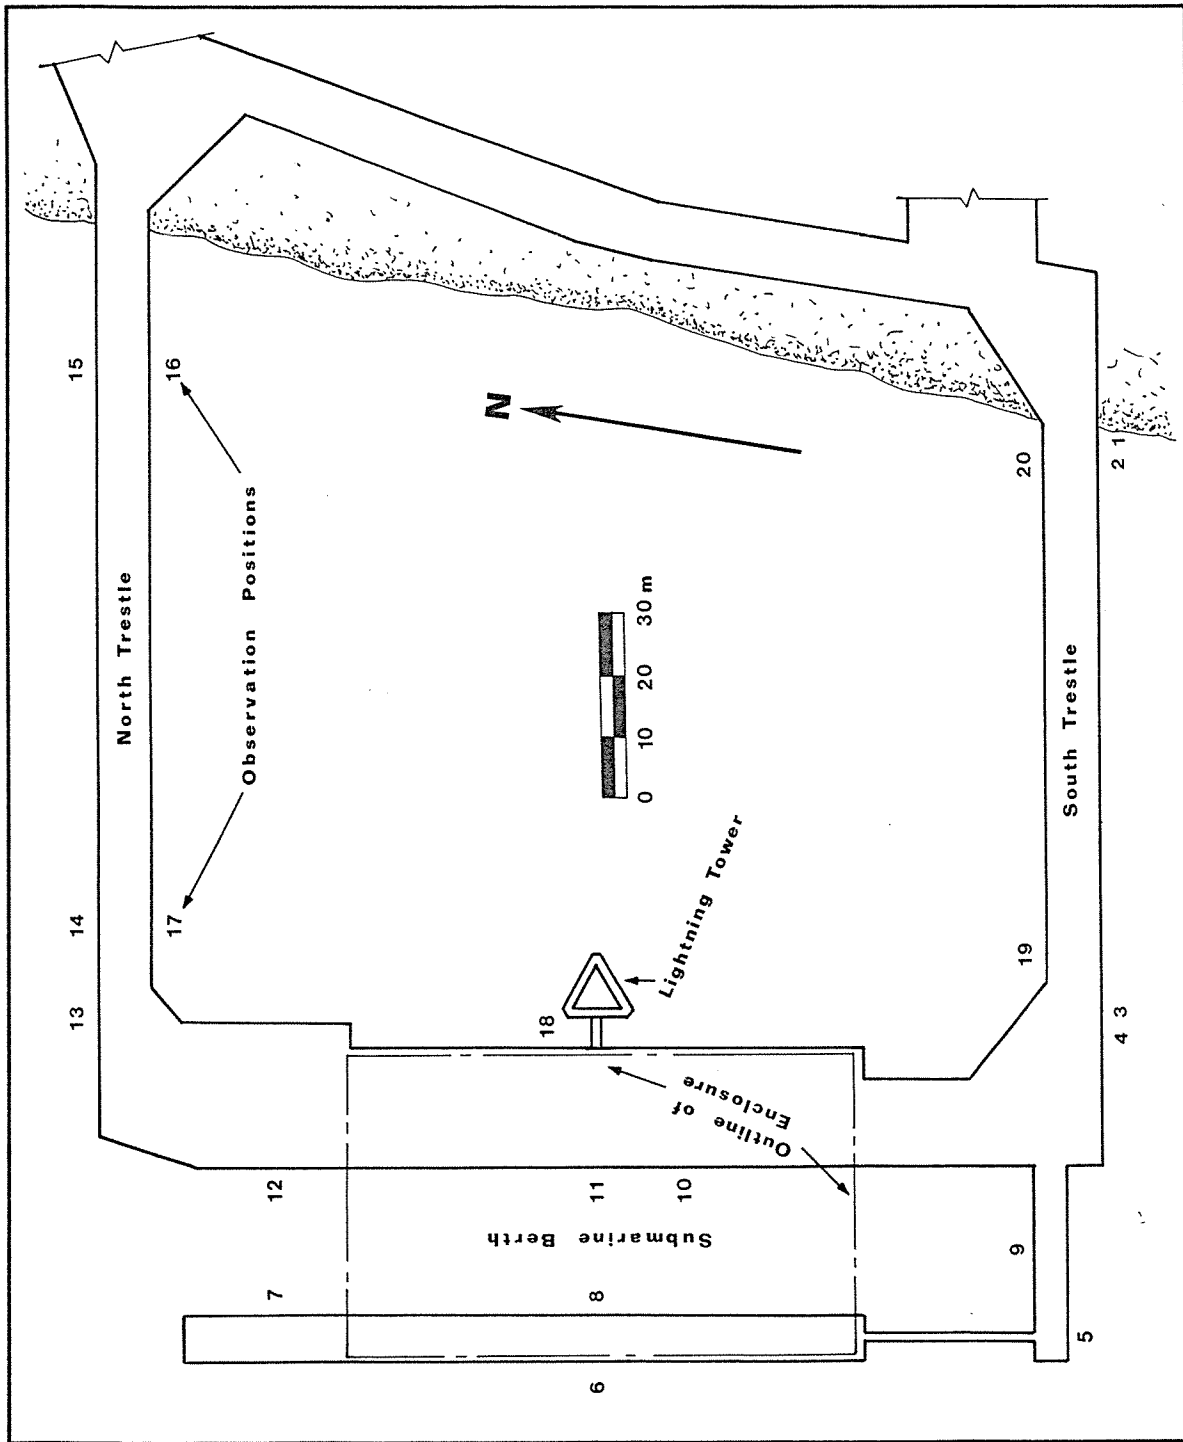 N
15
16
North Trestle
Observation Positions
14
17
13
20
2 1
0 10 20 30 m
South Trestle
Lightning Tower
18
19
4 3
Outline of
Enclosure
12
11
10
Submarine Berth
9
7
8
6
5